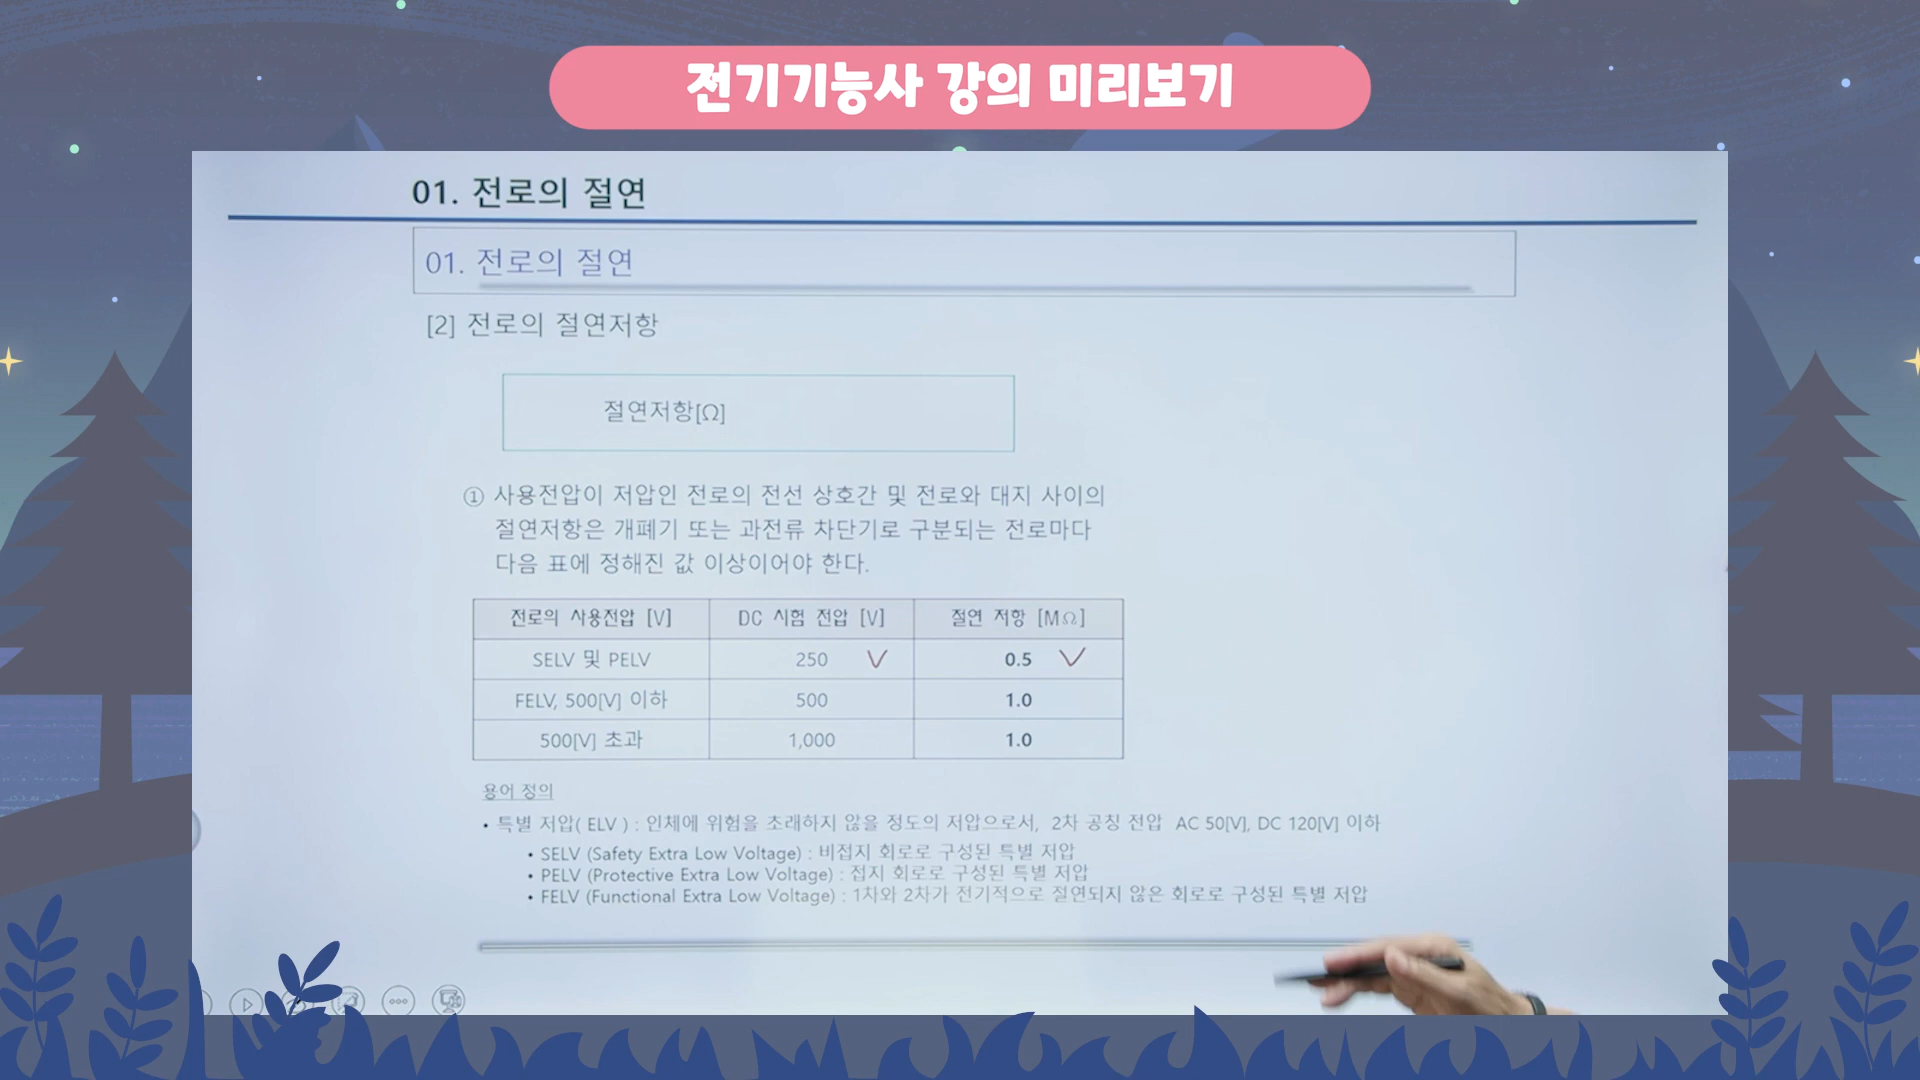 전기기능사 강의 미리보기
01. 전로의 절연
01. 전로의 절연
[2] 전로의 절연저항
절연저항[Ω]
① 사용전압이 저압인 전로의 전선 상호간 및 전로와 대지 사이의
절연저항은 개폐기 또는 과전류 차단기로 구분되는 전로마다
다음 표에 정해진 값 이상이어야 한다.
전로의 사용전압 [V] DC 시험 전압 [V] 절연 저항 [MΩ]
SELV 및 PELV 250 0.5
FELV, 500[V] 이하 500 1.0
500[V] 초과 1,000 1.0
용어 정의
• 특별 저압( ELV ) : 인체에 위험을 초래하지 않을 정도의 저압으로서, 2차 공칭 전압 AC 50[V], DC 120[V] 이하
• SELV (Safety Extra Low Voltage) : 비접지 회로로 구성된 특별 저압
• PELV (Protective Extra Low Voltage) : 접지 회로로 구성된 특별 저압
• FELV (Functional Extra Low Voltage) : 1차와 2차가 전기적으로 절연되지 않은 회로로 구성된 특별 저압